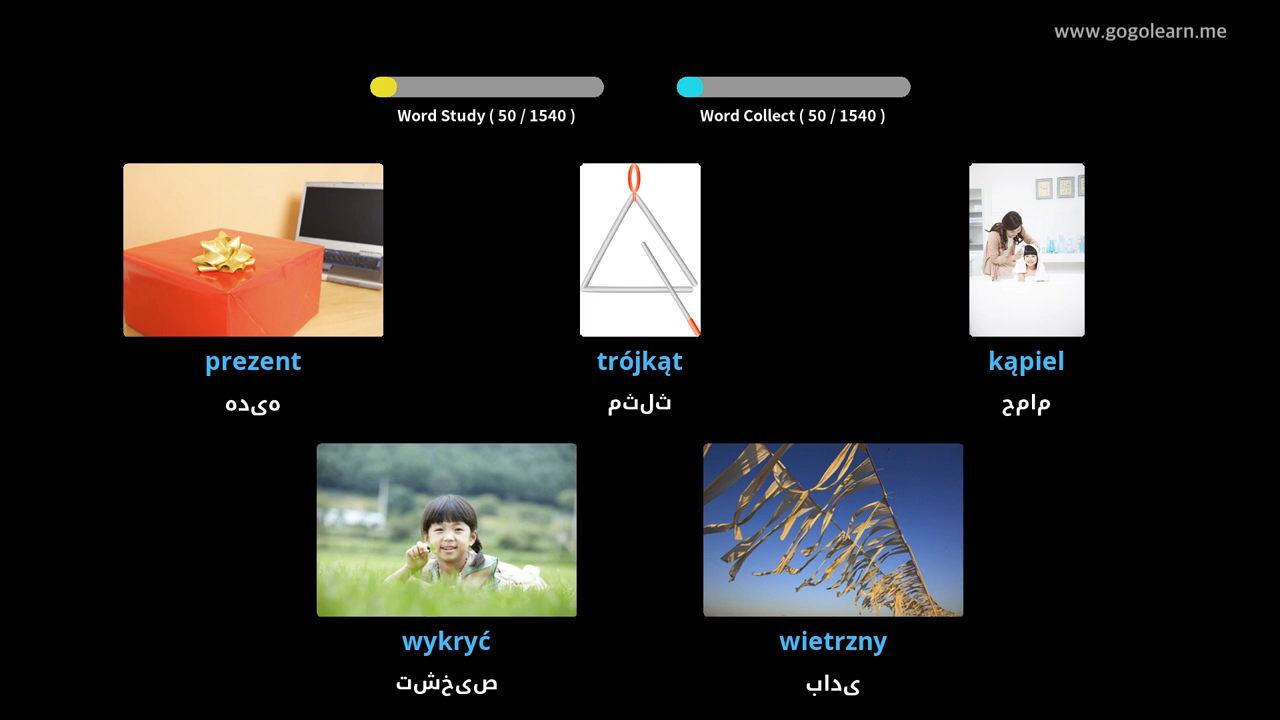 www.gogolearn.me
Word Study ( 50 / 1540 )
Word Collect ( 50 / 1540 )
prezent
هدیه
trójkąt
مثلث
kąpiel
حمام
wykryć
تشخیص
wietrzny
بادی